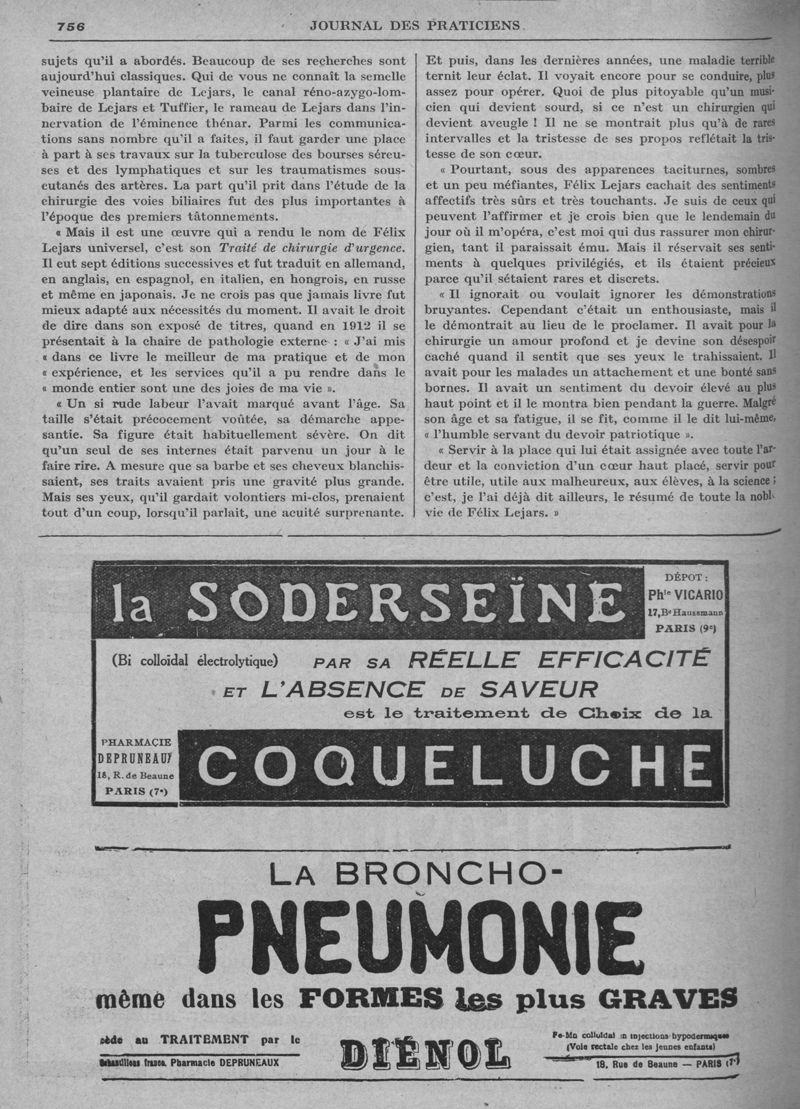 756
JOURNAL DES PRATICIENS
sujets qu'il a abordés. Beaucoup de ses recherches sont
aujourd'hui classiques. Qui de vous ne connaît la semelle
veineuse plantaire de Lejars, le canal réno-azygo-lom-
baire de Lejars et Tuffier, le rameau de Lejars dans l'in-
nervation de l'éminence thénar. Parmi les communica-
tions sans nombre qu'il a faites, il faut garder une place
à part à ses travaux sur la tuberculose des bourses séreu-
ses et des lymphatiques et sur les traumatismes sous-
cutanés des artères. La part qu'il prit dans l'étude de la
chirurgie des voies biliaires fut des plus importantes à
l'époque des premiers tâtonnements.
« Mais il est une œuvre qui a rendu le nom de Félix
Lejars universel, c'est son Traité de chirurgie d'urgence.
Il eut sept éditions successives et fut traduit en allemand,
en anglais, en espagnol, en italien, en hongrois, en russe
et même en japonais. Je ne crois pas que jamais livre fut
mieux adapté aux nécessités du moment. Il avait le droit
de dire dans son exposé de titres, quand en 1912 il se
présentait à la chaire de pathologie externe : « J'ai mis
« dans ce livre le meilleur de ma pratique et de mon
« expérience, et les services qu'il a pu rendre dans le
« monde entier sont une des joies de ma vie ».
« Un si rude labeur l'avait marqué avant l'âge. Sa
taille s'était précocement voûtée, sa démarche appe-
santie. Sa figure était habituellement sévère. On dit
qu'un seul de ses internes était parvenu un jour à le
faire rire. A mesure que sa barbe et ses cheveux blanchis-
saient, ses traits avaient pris une gravité plus grande.
Mais ses yeux, qu'il gardait volontiers mi-clos, prenaient
tout d'un coup, lorsqu'il parlait, une acuité surprenante.
Et puis, dans les dernières années, une maladie terrible
ternit leur éclat. Il voyait encore pour se conduire, plus
assez pour opérer. Quoi de plus pitoyable qu'un musi-
cien qui devient sourd, si ce n'est un chirurgien qui
devient aveugle ! Il ne se montrait plus qu'à de rares
intervalles et la tristesse de ses propos reflétait la tris-
tesse de son cœur.
« Pourtant, sous des apparences taciturnes, sombres
et un peu méfiantes, Félix Lejars cachait des sentiments
affectifs très sûrs et très touchants. Je suis de ceux qui
peuvent l'affirmer et je crois bien que le lendemain du
jour où il m'opéra, c'est moi qui dus rassurer mon chirur-
gien, tant il paraissait ému. Mais il réservait ses senti-
ments à quelques privilégiés, et ils étaient précieux
parce qu'il sétaient rares et discrets.
« Il ignorait ou voulait ignorer les démonstrations
bruyantes. Cependant c'était un enthousiaste, mais il
le démontrait au lieu de le proclamer. Il avait pour la
chirurgie un amour profond et je devine son désespoir
caché quand il sentit que ses yeux le trahissaient. Il
avait pour les malades un attachement et une bonté sans
bornes. Il avait un sentiment du devoir élevé au plus
haut point et il le montra bien pendant la guerre. Malgré
son âge et sa fatigue, il se fit, comme il le dit lui-même,
« l'humble servant du devoir patriotique ».
« Servir à la place qui lui était assignée avec toute l'ar-
deur et la conviction d'un cœur haut placé, servir pour
être utile, utile aux malheureux, aux élèves, à la science ;
c'est, je l'ai déjà dit ailleurs, le résumé de toute la nobl
vie de Félix Lejars. »
la SODERSEÏNE
DÉPOT :
Phie VICARIO
17, Bd Haussmann
PARIS (9e)
(Bi colloïdal électrolytique) PAR SA RÉELLE EFFICACITÉ
ET L'ABSENCE DE SAVEUR
est le traitement de Choix de la
PHARMACIE
DEPRUNEAUX
18, R. de Beaune
PARIS (7e)
COQUELUCHE
LA BRONCHO-
PNEUMONIE
même dans les FORMES les plus GRAVES
cède au TRAITEMENT par le
Echantillons franco. Pharmacie DEPRUNEAUX
DIÉNOL
Fe-Mn colloïdal en injections hypodermiques
(Voie rectale chez les jeunes enfants)
18, Rue de Beaune — PARIS (7e)